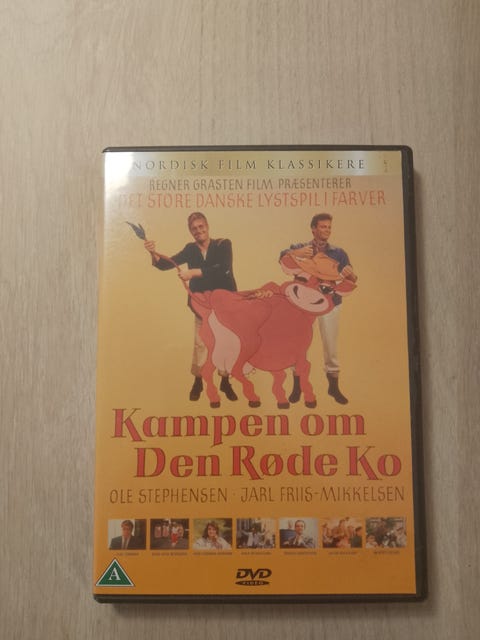 NORDISK FILM KLASSIKERE
REGNER GRASTEN FILM PRÆSENTERER
DET STORE DANSKE LYSTSPIL I FARVER
Kampen om
Den Røde Ko
OLE STEPHENSEN · JARL FRIIS-MIKKELSEN
A
DVD
VIDEO